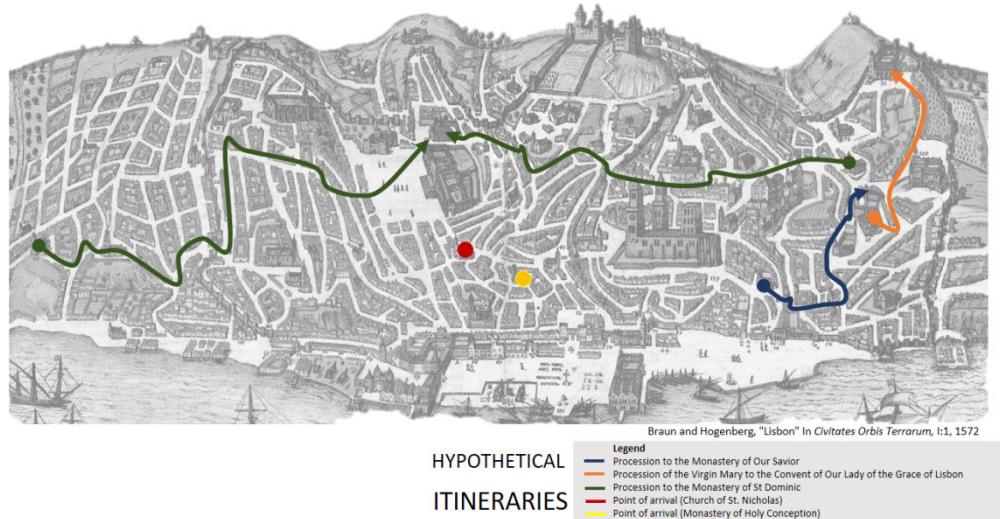 Braun and Hogenberg, "Lisbon" In Civitates Orbis Terrarum, I:1, 1572
HYPOTHETICAL
ITINERARIES
Legend
Procession to the Monastery of Our Savior
Procession of the Virgin Mary to the Convent of Our Lady of the Grace of Lisbon
Procession to the Monastery of St Dominic
Point of arrival (Church of St. Nicholas)
Point of arrival (Monastery of Holy Conception)